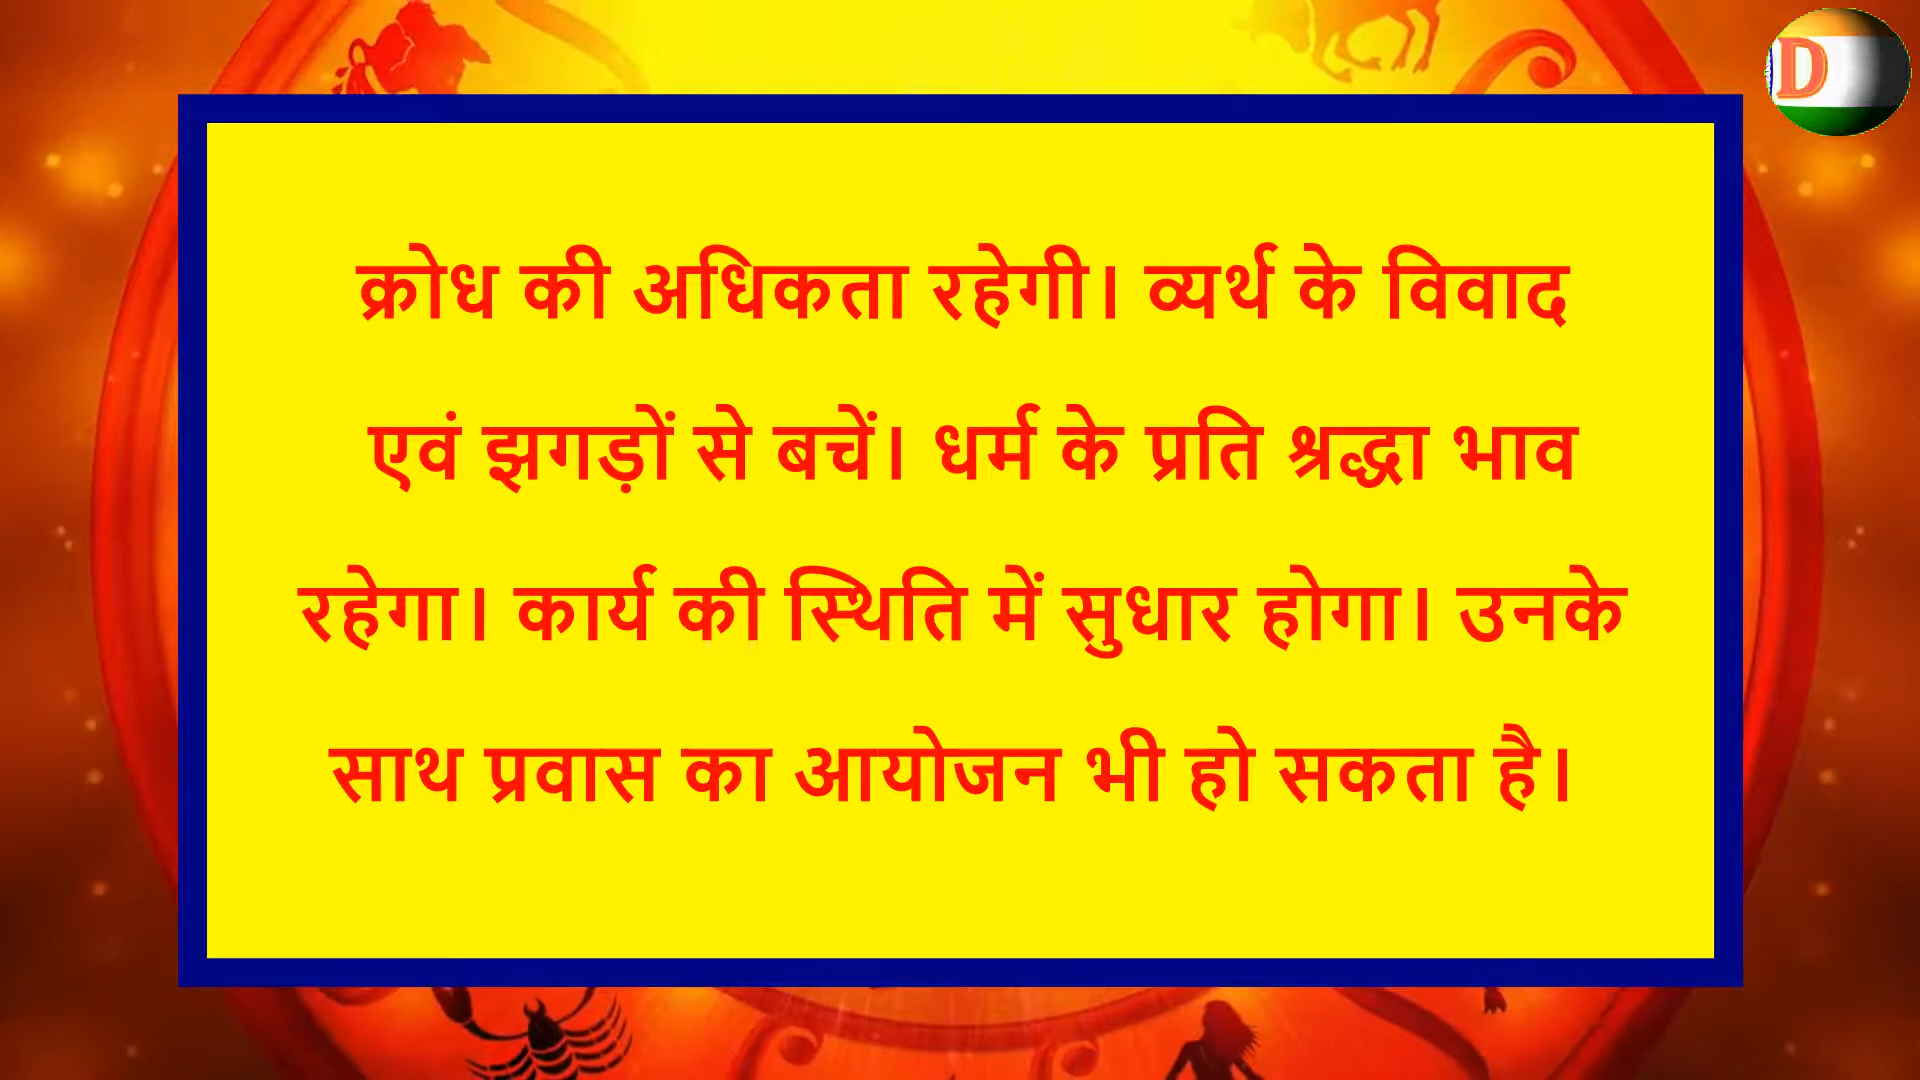 D
क्रोध की अधिकता रहेगी। व्यर्थ के विवाद
एवं झगड़ों से बचें। धर्म के प्रति श्रद्धा भाव
रहेगा। कार्य की स्थिति में सुधार होगा। उनके
साथ प्रवास का आयोजन भी हो सकता है।